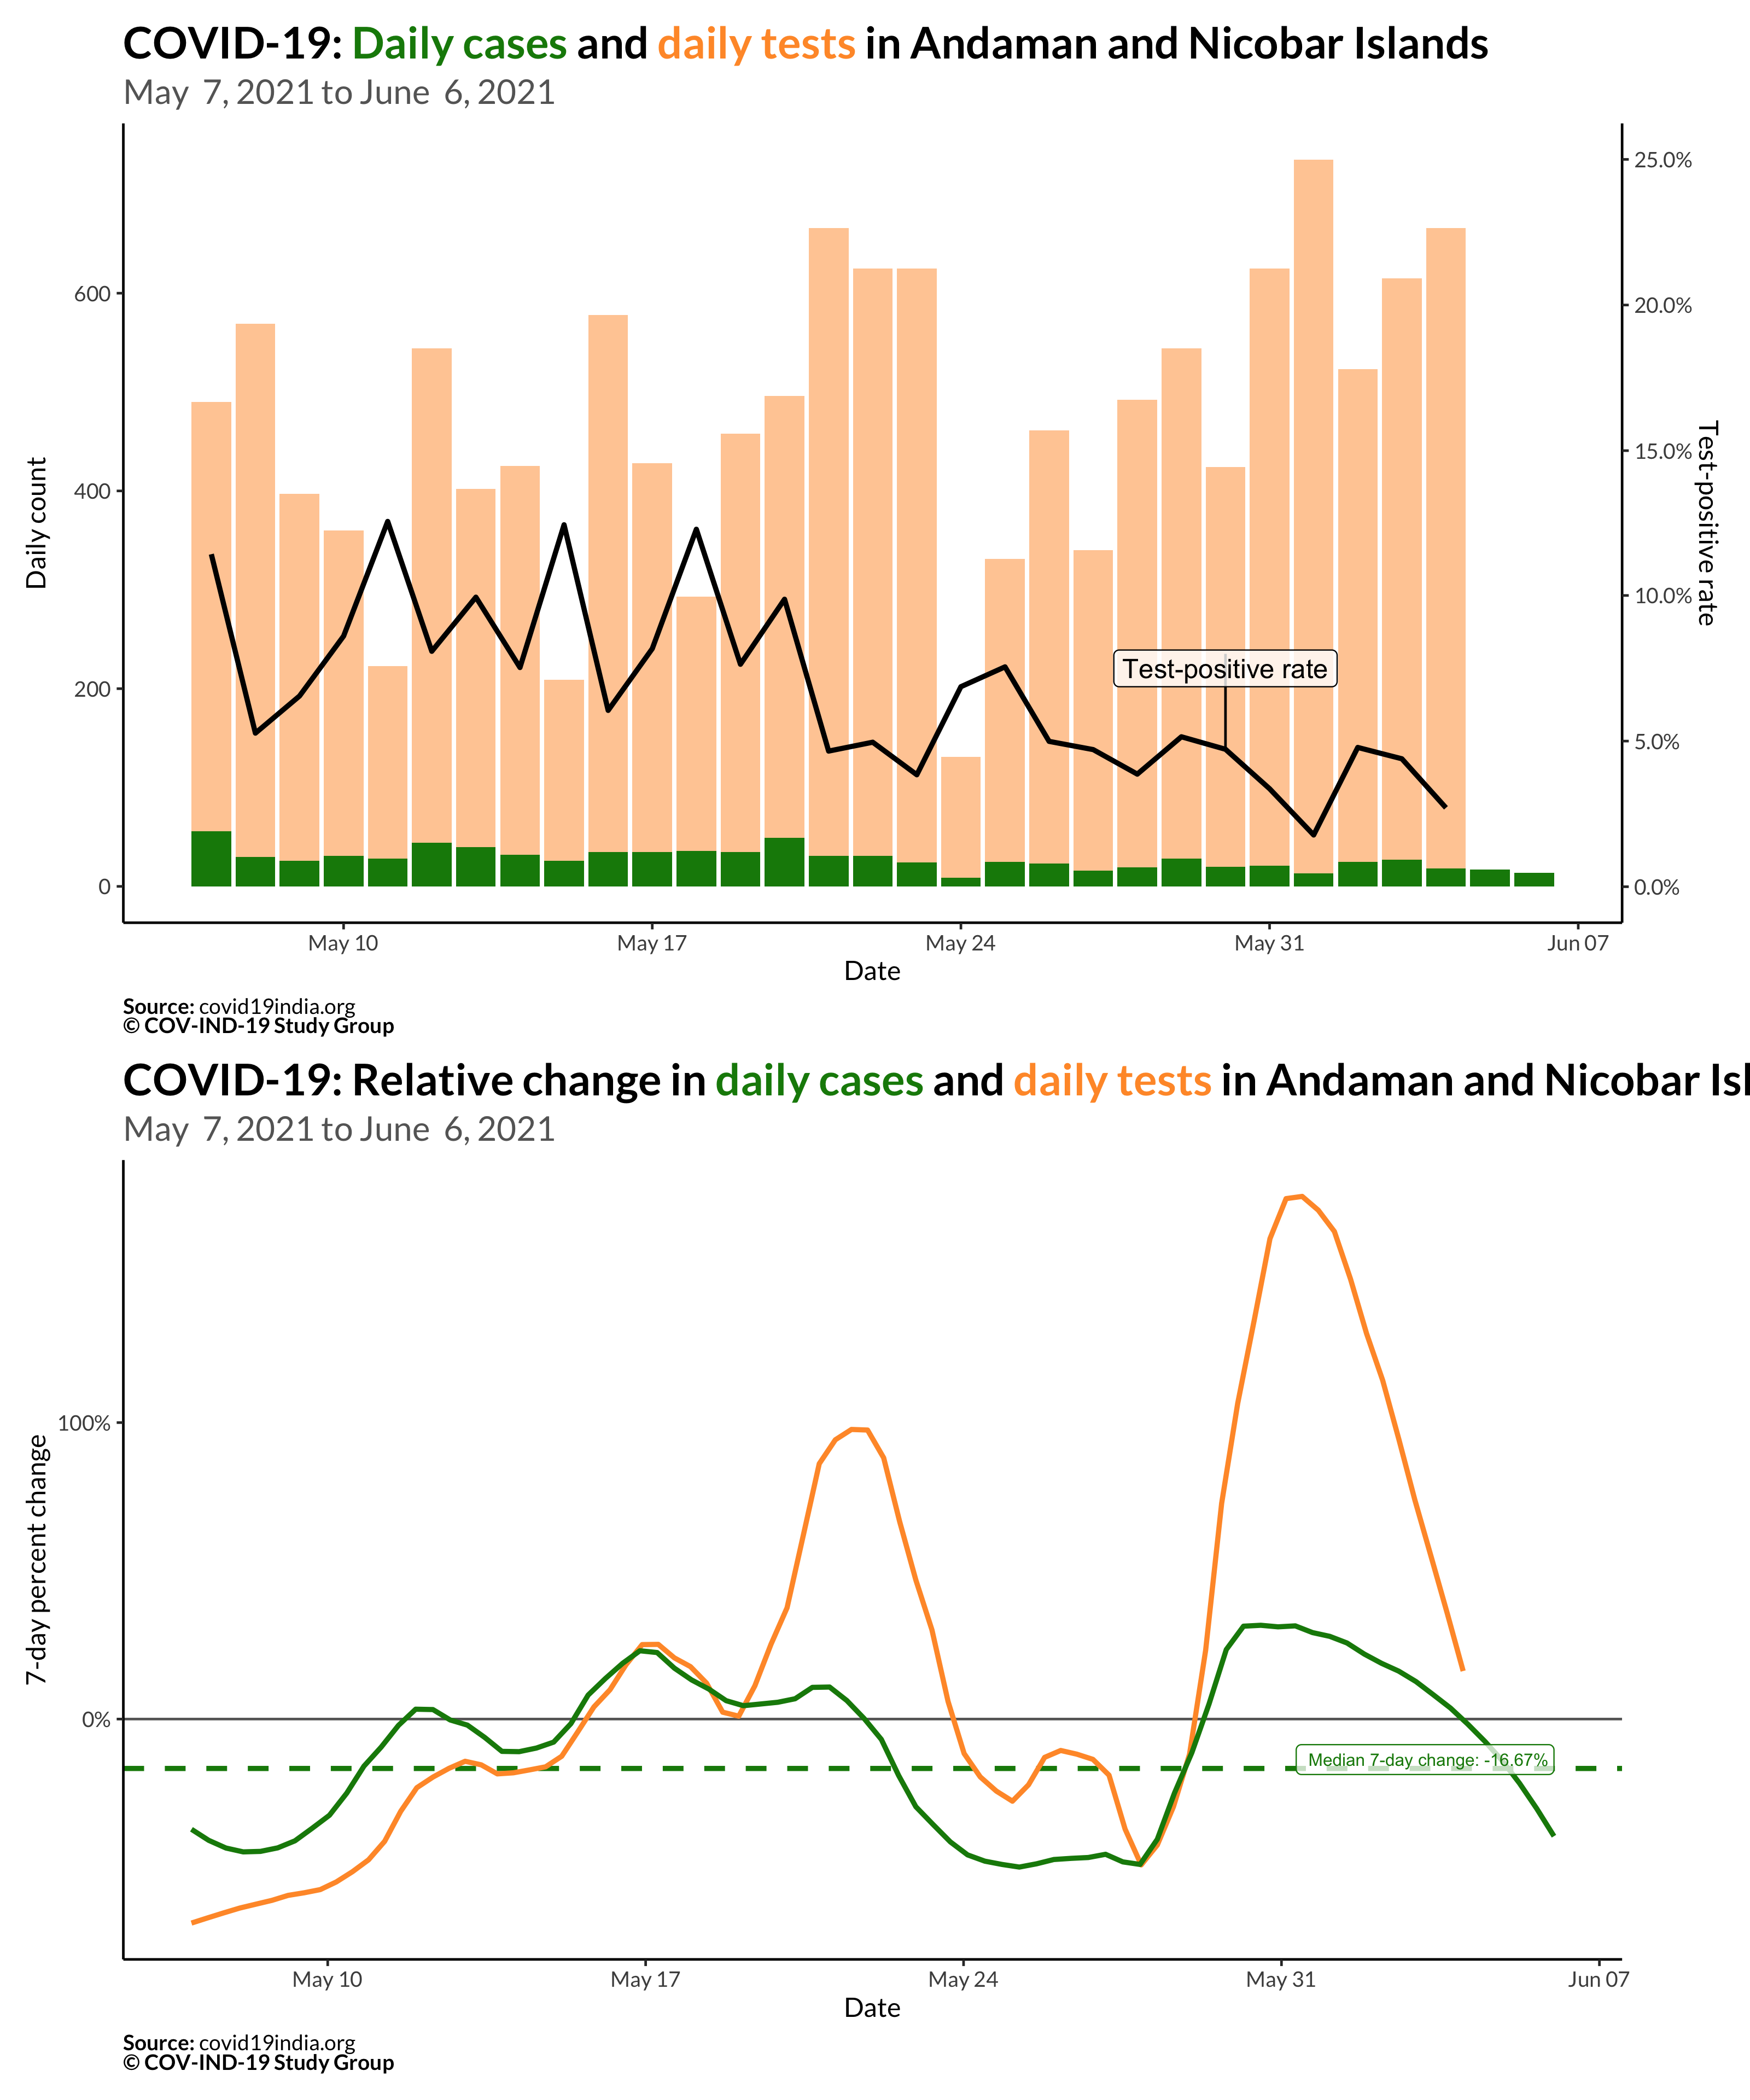 COVID-19: Daily cases and daily tests in Andaman and Nicobar Islands
May 7, 2021 to June 6, 2021
25.0%
20.0%
15.0%
10.0%
5.0%
0.0%
Test-positive rate
600
400
200
0
Daily count
Test-positive rate
May 10
May 17
May 24
May 31
Jun 07
Date
Source: covid19india.org
© COV-IND-19 Study Group
COVID-19: Relative change in daily cases and daily tests in Andaman and Nicobar Isl
May 7, 2021 to June 6, 2021
100%
0%
7-day percent change
Median 7-day change: -16.67%
May 10
May 17
May 24
May 31
Jun 07
Date
Source: covid19india.org
© COV-IND-19 Study Group